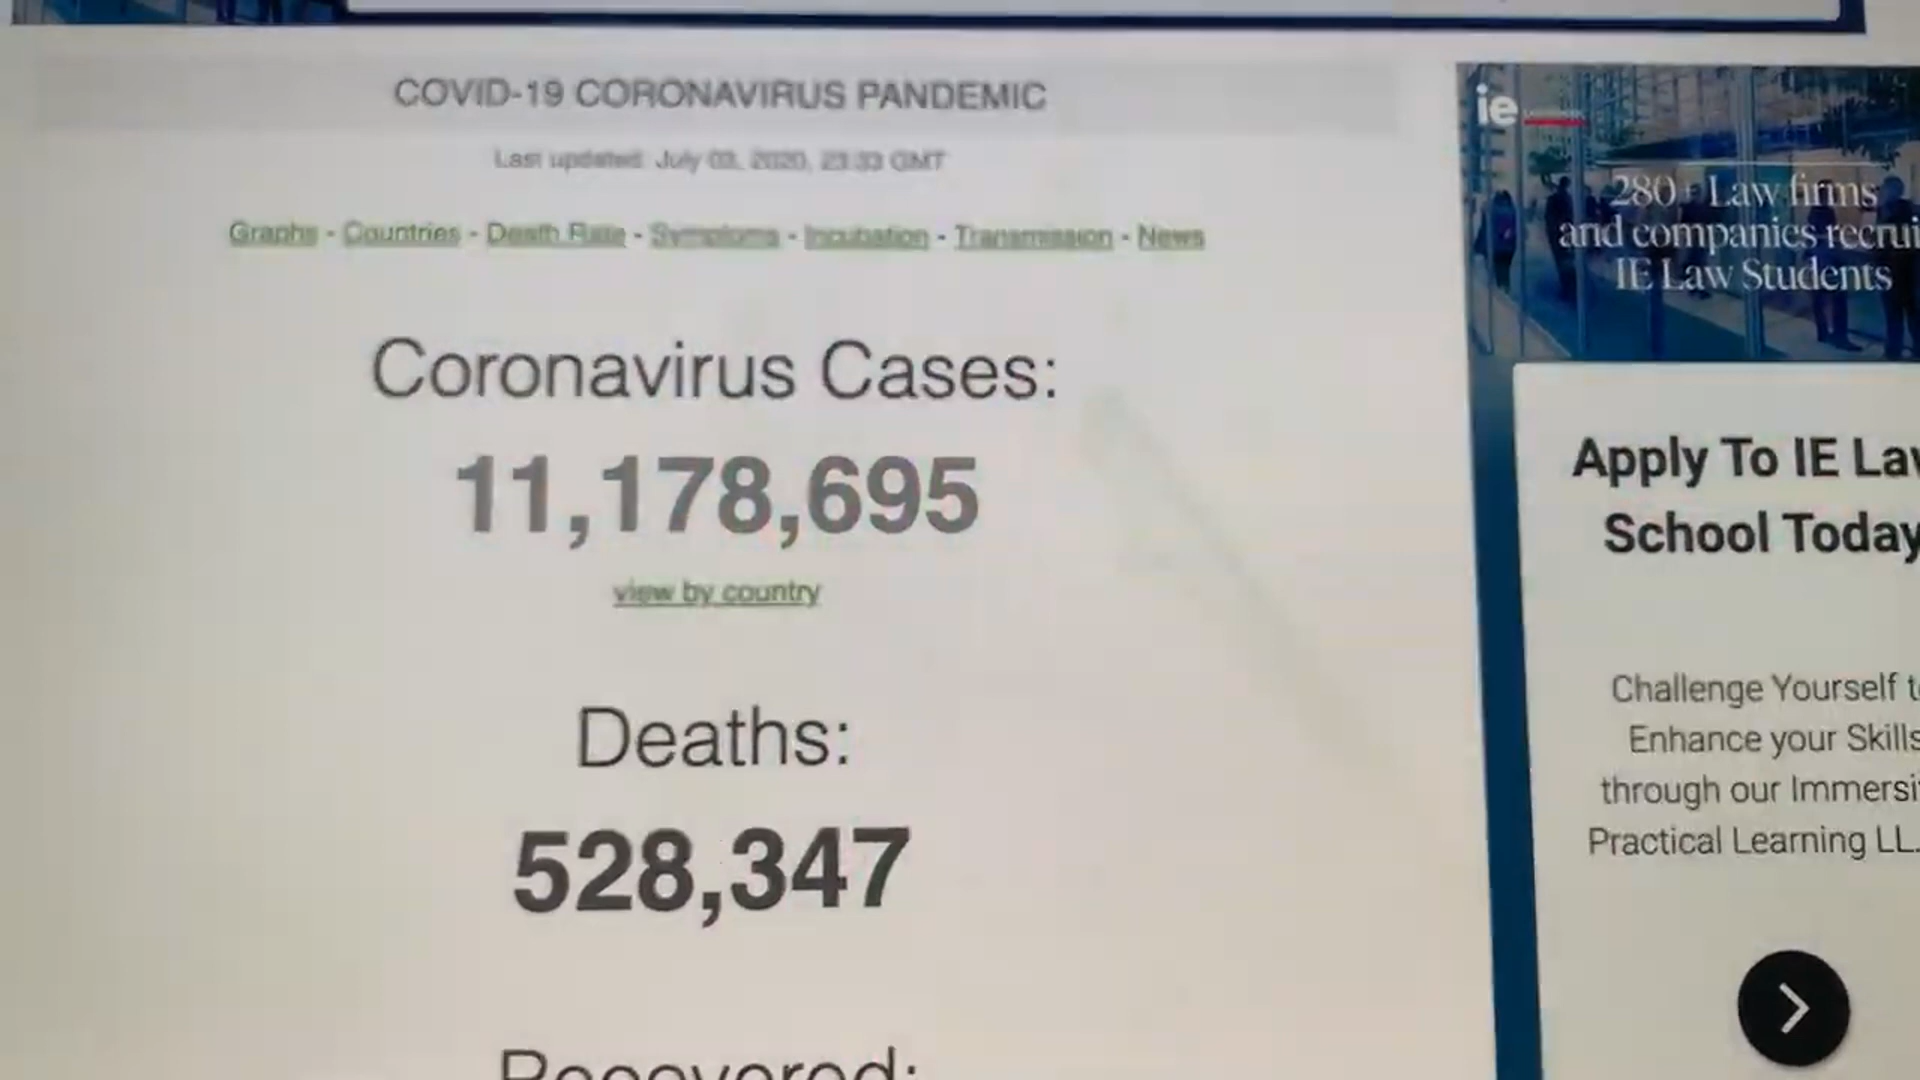 COVID-19 CORONAVIRUS PANDEMIC
Last updated: July 03, 2020, 23:33 GMT
Graphs - Countries - Death Rate - Symptoms - Incubation - Transmission - News
Coronavirus Cases:
11,178,695
view by country
Deaths:
528,347
Recovered:
ie
280+ Law firms
and companies recrui
IE Law Students
Apply To IE Law
School Today
Challenge Yourself to
Enhance your Skills
through our Immersi
Practical Learning LL.